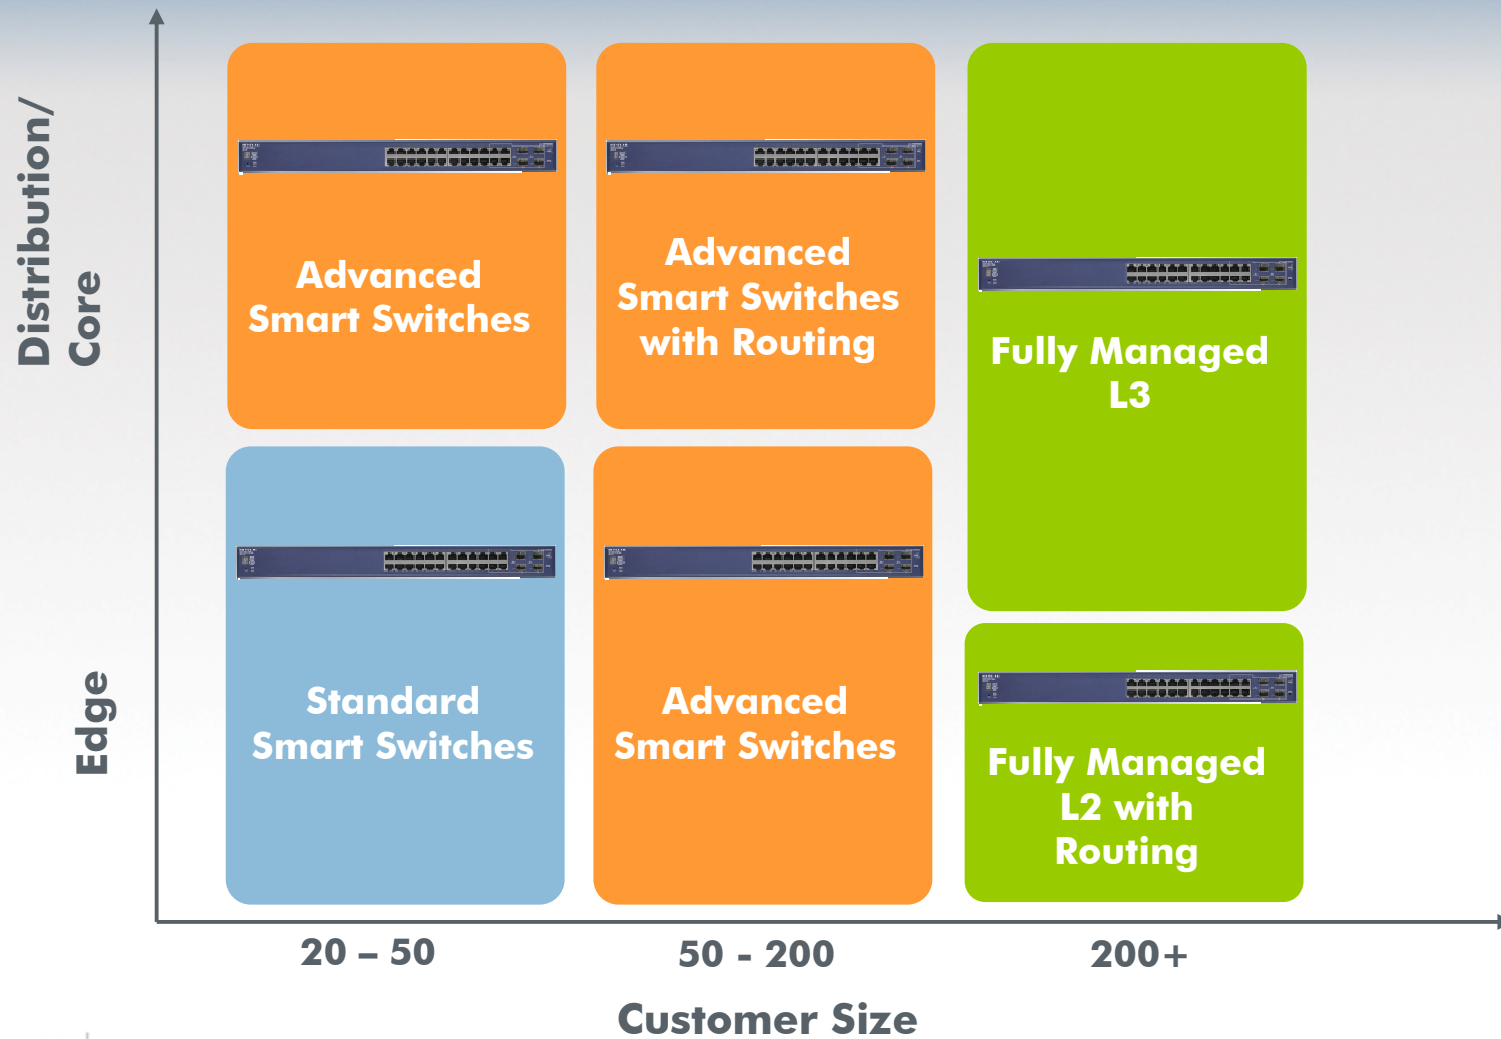 Distribution/
Core
Advanced
Smart Switches
Advanced
Smart Switches
with Routing
Fully Managed
L3
Edge
Standard
Smart Switches
Advanced
Smart Switches
Fully Managed
L2 with
Routing
20 – 50
50 - 200
200+
Customer Size